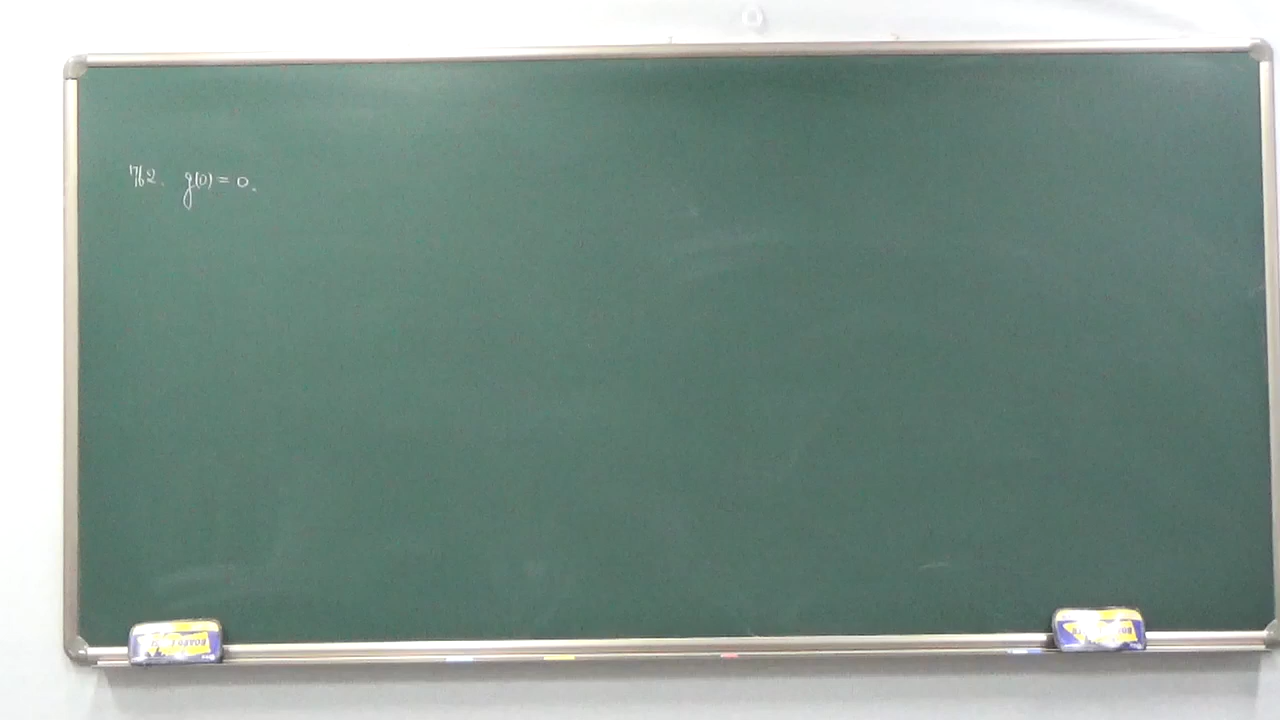 762. g(0) = 0.